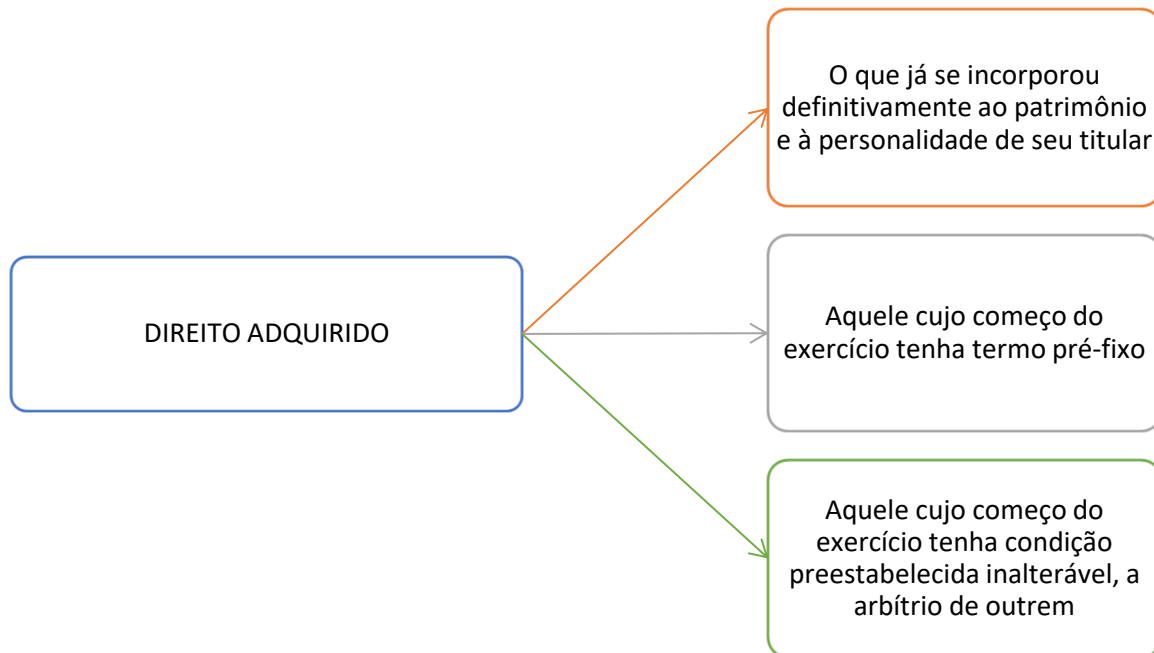 O que já se incorporou
definitivamente ao patrimônio
e à personalidade de seu titular
DIREITO ADQUIRIDO
Aquele cujo começo do
exercício tenha termo pré-fixo
Aquele cujo começo do
exercício tenha condição
preestabelecida inalterável, a
arbítrio de outrem